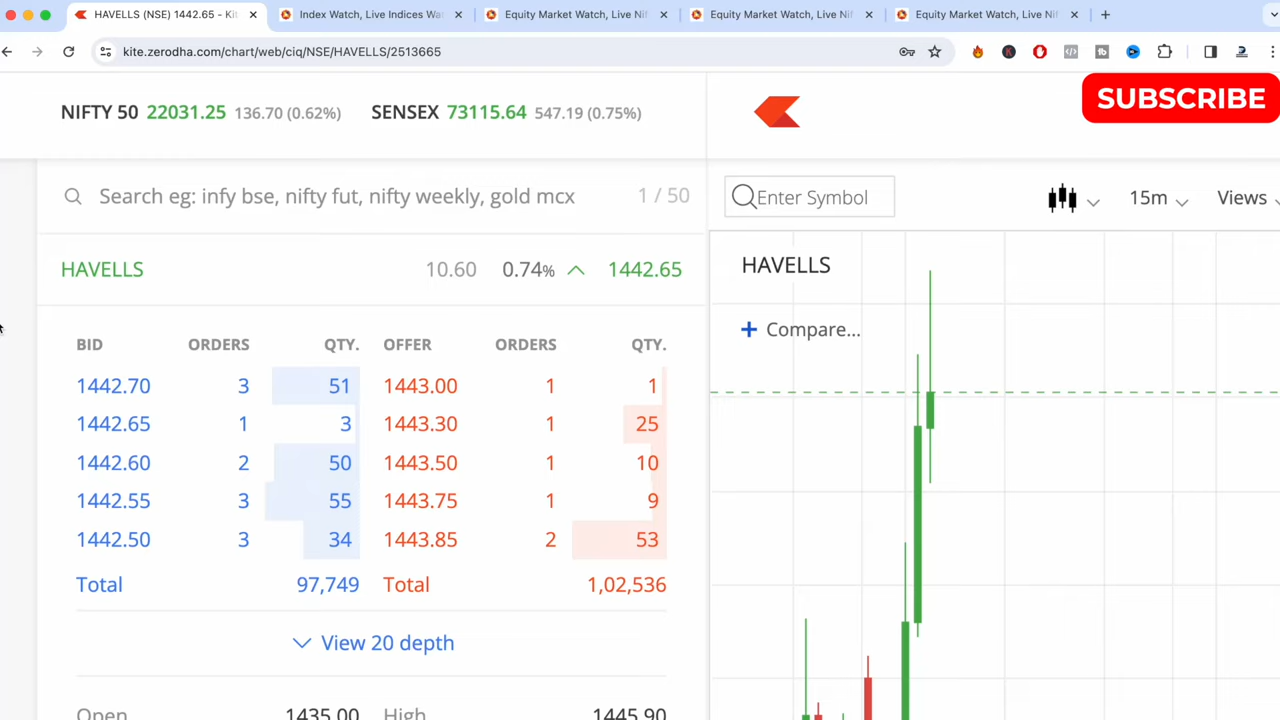 HAVELLS (NSE) 1442.65 - Kit
Index Watch, Live Indices Wa
Equity Market Watch, Live Nif
Equity Market Watch, Live Nif
Equity Market Watch, Live Nif
kite.zerodha.com/chart/web/ciq/NSE/HAVELLS/2513665
NIFTY 50 22031.25 136.70 (0.62%) SENSEX 73115.64 547.19 (0.75%)
SUBSCRIBE
Search eg: infy bse, nifty fut, nifty weekly, gold mcx 1 / 50
Enter Symbol 15m Views
HAVELLS 10.60 0.74% 1442.65
HAVELLS
Compare...
BID ORDERS QTY. OFFER ORDERS QTY.
1442.70 3 51 1443.00 1 1
1442.65 1 3 1443.30 1 25
1442.60 2 50 1443.50 1 10
1442.55 3 55 1443.75 1 9
1442.50 3 34 1443.85 2 53
Total 97,749 Total 1,02,536
View 20 depth
Open 1435.00 High 1445.90